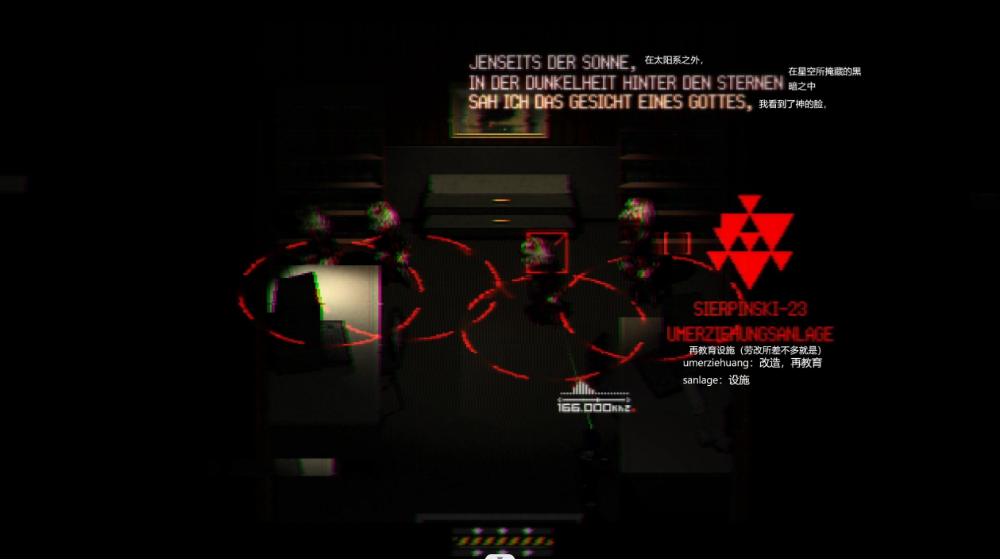 JENSEITS DER SONNE,
在太阳系之外，
IN DER DUNKELHEIT HINTER DEN STERNEN
在星空所掩藏的黑
暗之中
SAH ICH DAS GESICHT EINES GOTTES,
我看到了神的脸，
SIERPINSKI-23
UMERZIEHUNGSANLAGE
再教育设施（劳改所差不多就是）
umerziehuang：改造，再教育
sanlage：设施
166.000KHZ